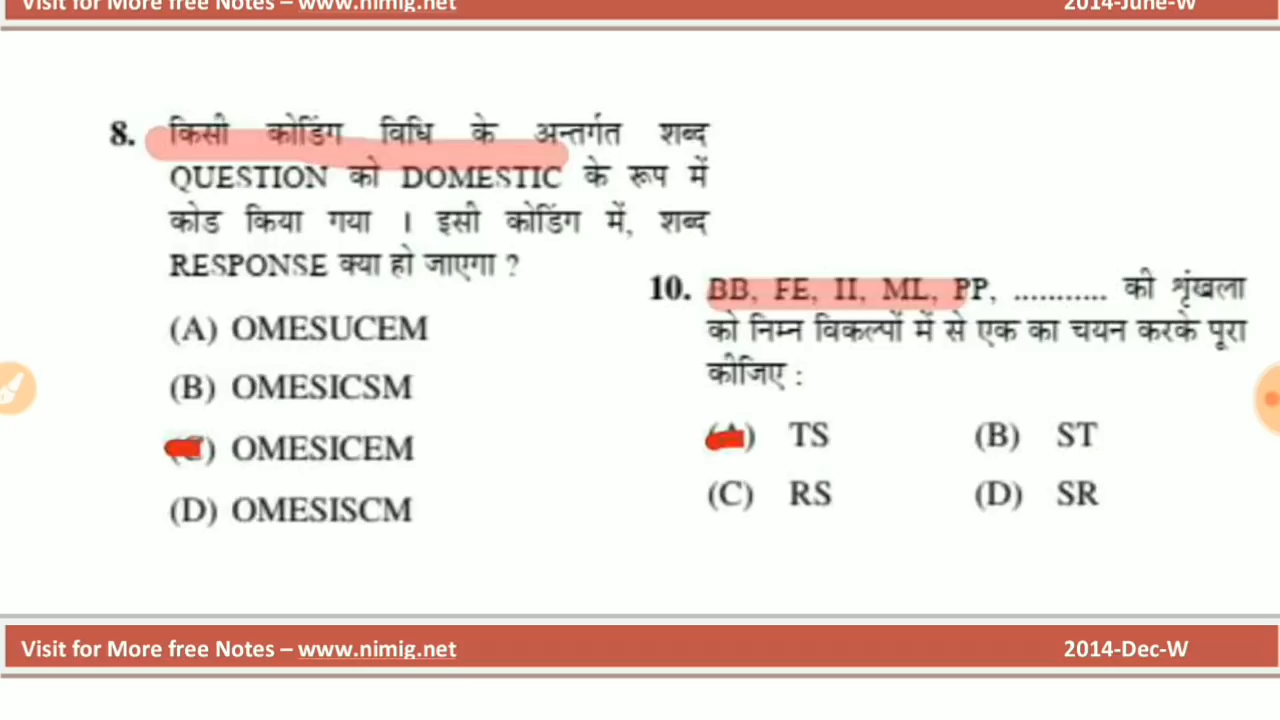 Visit for More free Notes – www.nimig.net
2014-June-W
8. किसी कोडिंग विधि के अन्तर्गत शब्द
QUESTION को DOMESTIC के रूप में
कोड किया गया । इसी कोडिंग में, शब्द
RESPONSE क्या हो जाएगा ?
(A) OMESUCEM
(B) OMESICSM
OMESICEM
(D) OMESISCM
10. BB, FE, II, ML, PP, ........... की शृंखला
को निम्न विकल्पों में से एक का चयन करके पूरा
कीजिए :
TS
(B) ST
(C) RS
(D) SR
Visit for More free Notes – www.nimig.net
2014-Dec-W